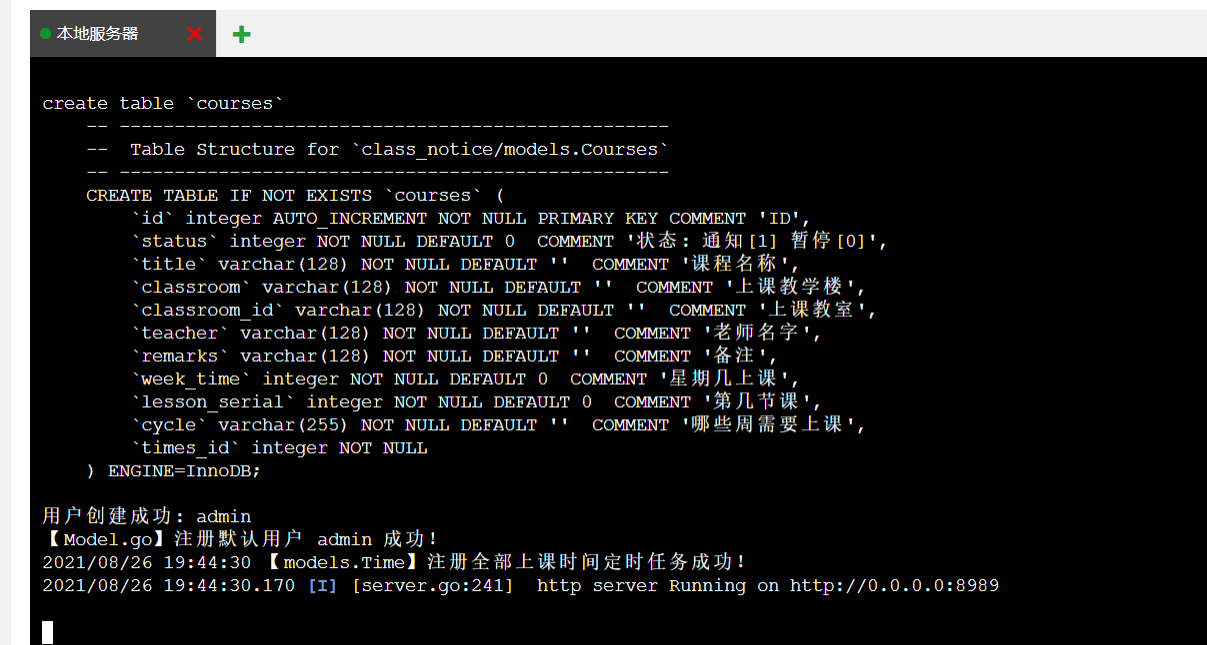 本地服务器
create table `courses`
    -- --------------------------------------------------
    --  Table Structure for `class_notice/models.Courses`
    -- --------------------------------------------------
    CREATE TABLE IF NOT EXISTS `courses` (
        `id` integer AUTO_INCREMENT NOT NULL PRIMARY KEY COMMENT 'ID',
        `status` integer NOT NULL DEFAULT 0  COMMENT '状态: 通知[1] 暂停[0]',
        `title` varchar(128) NOT NULL DEFAULT ''  COMMENT '课程名称',
        `classroom` varchar(128) NOT NULL DEFAULT ''  COMMENT '上课教学楼',
        `classroom_id` varchar(128) NOT NULL DEFAULT ''  COMMENT '上课教室',
        `teacher` varchar(128) NOT NULL DEFAULT ''  COMMENT '老师名字',
        `remarks` varchar(128) NOT NULL DEFAULT ''  COMMENT '备注',
        `week_time` integer NOT NULL DEFAULT 0  COMMENT '星期几上课',
        `lesson_serial` integer NOT NULL DEFAULT 0  COMMENT '第几节课',
        `cycle` varchar(255) NOT NULL DEFAULT ''  COMMENT '哪些周需要上课',
        `times_id` integer NOT NULL
    ) ENGINE=InnoDB;
用户创建成功: admin
【Model.go】注册默认用户 admin 成功!
2021/08/26 19:44:30 【models.Time】注册全部上课时间定时任务成功!
2021/08/26 19:44:30.170 [I] [server.go:241]  http server Running on http://0.0.0.0:8989